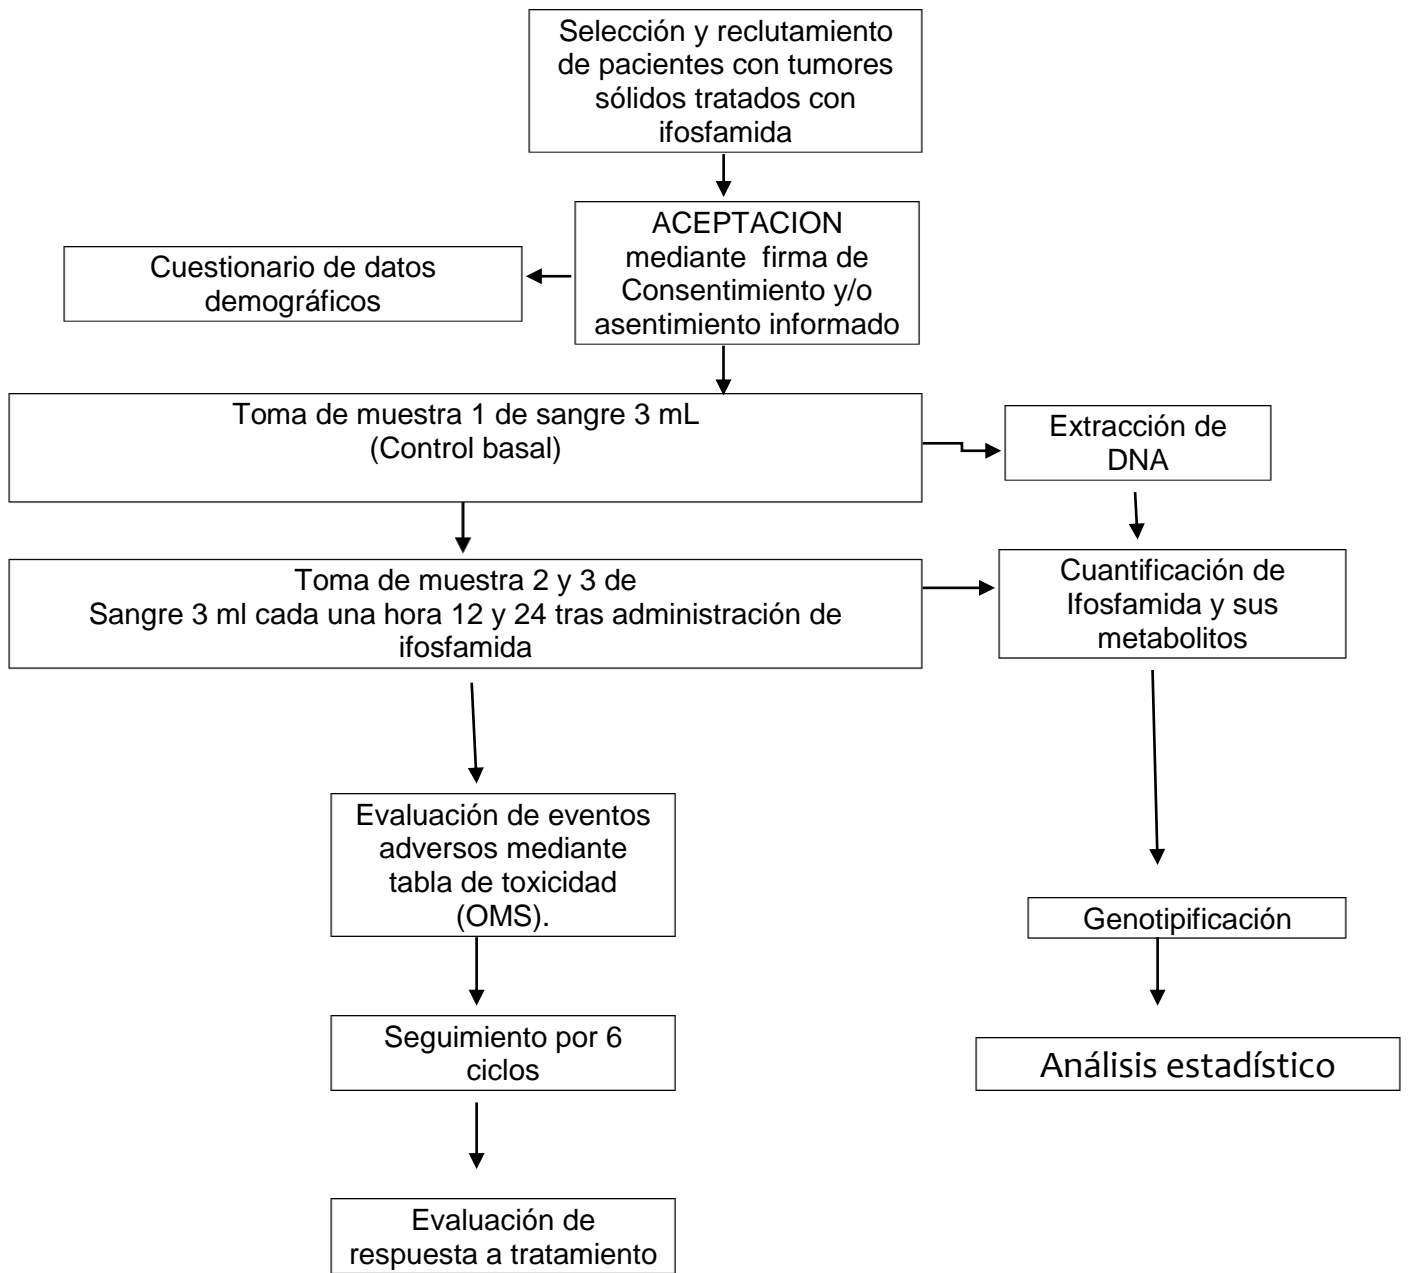 Selección y reclutamiento
de pacientes con tumores
sólidos tratados con
ifosfamida
ACEPTACION
mediante firma de
Consentimiento y/o
asentimiento informado
Cuestionario de datos
demográficos
Toma de muestra 1 de sangre 3 mL
(Control basal)
Extracción de
DNA
Toma de muestra 2 y 3 de
Sangre 3 ml cada una hora 12 y 24 tras administración de
ifosfamida
Cuantificación de
Ifosfamida y sus
metabolitos
Evaluación de eventos
adversos mediante
tabla de toxicidad
(OMS).
Genotipificación
Seguimiento por 6
ciclos
Análisis estadístico
Evaluación de
respuesta a tratamiento